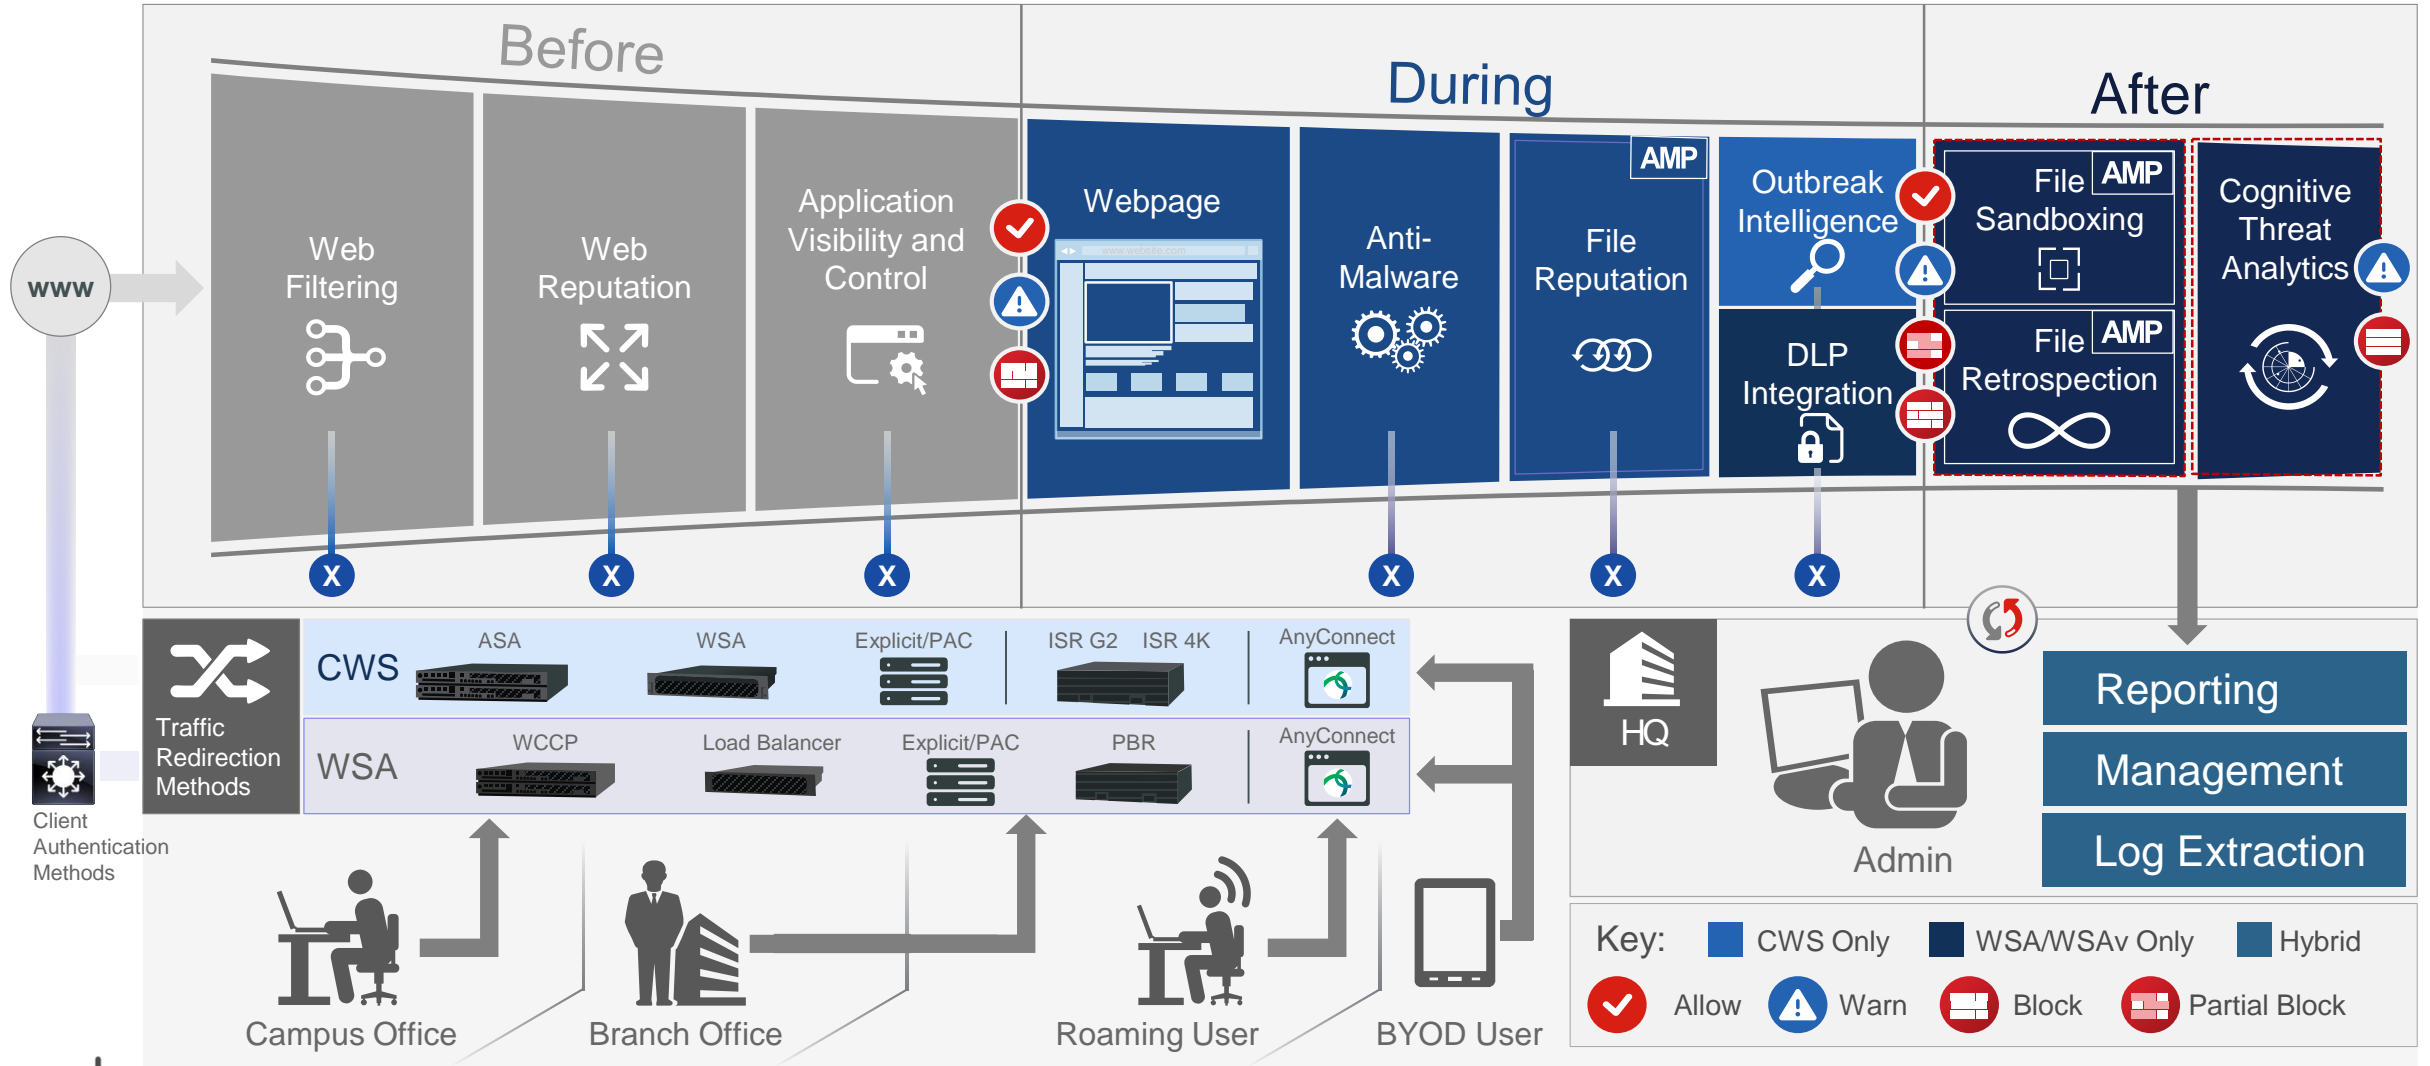 Before
During
After
www
Web
Filtering
Web
Reputation
Application
Visibility and
Control
Webpage
www.website.com
Anti-
Malware
AMP
File
Reputation
Outbreak
Intelligence
DLP
Integration
File
AMP
Sandboxing
File
AMP
Retrospection
Cognitive
Threat
Analytics
X
X
X
X
X
X
Traffic
Redirection
Methods
CWS
ASA
WSA
Explicit/PAC
ISR G2
ISR 4K
AnyConnect
WSA
WCCP
Load Balancer
Explicit/PAC
PBR
AnyConnect
Client
Authentication
Methods
HQ
Admin
Reporting
Management
Log Extraction
Campus Office
Branch Office
Roaming User
BYOD User
Key:
CWS Only
WSA/WSAv Only
Hybrid
Allow
Warn
Block
Partial Block